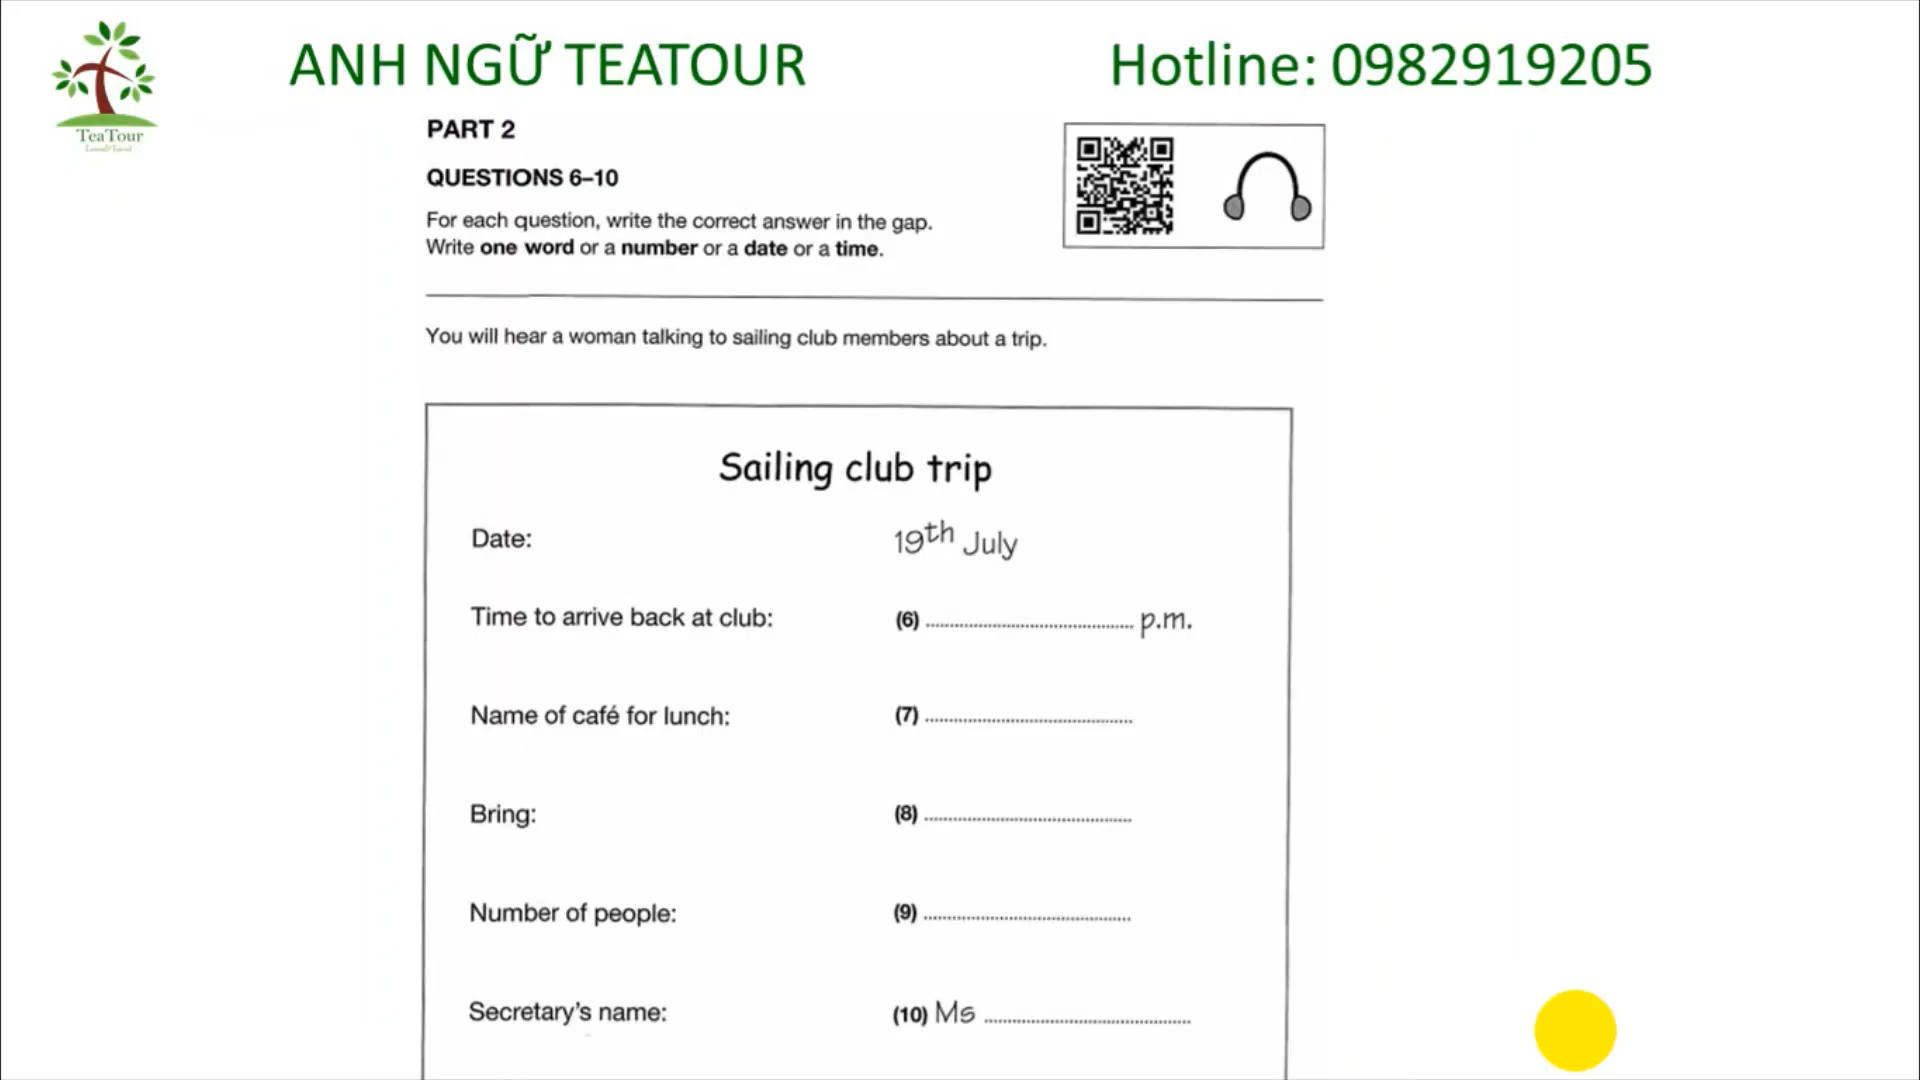 ANH NGỮ TEATOUR
Hotline: 0982919205
TeaTour
PART 2
QUESTIONS 6–10
For each question, write the correct answer in the gap.
Write one word or a number or a date or a time.
You will hear a woman talking to sailing club members about a trip.
Sailing club trip
Date: 19th July
Time to arrive back at club: (6) .................................... p.m.
Name of café for lunch: (7) ....................................
Bring: (8) ....................................
Number of people: (9) ....................................
Secretary's name: (10) Ms ....................................